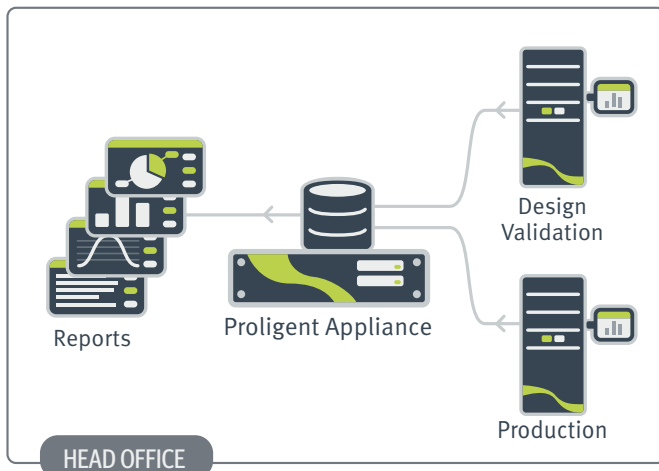 Design
Validation
Reports
Proligent Appliance
Production
HEAD OFFICE